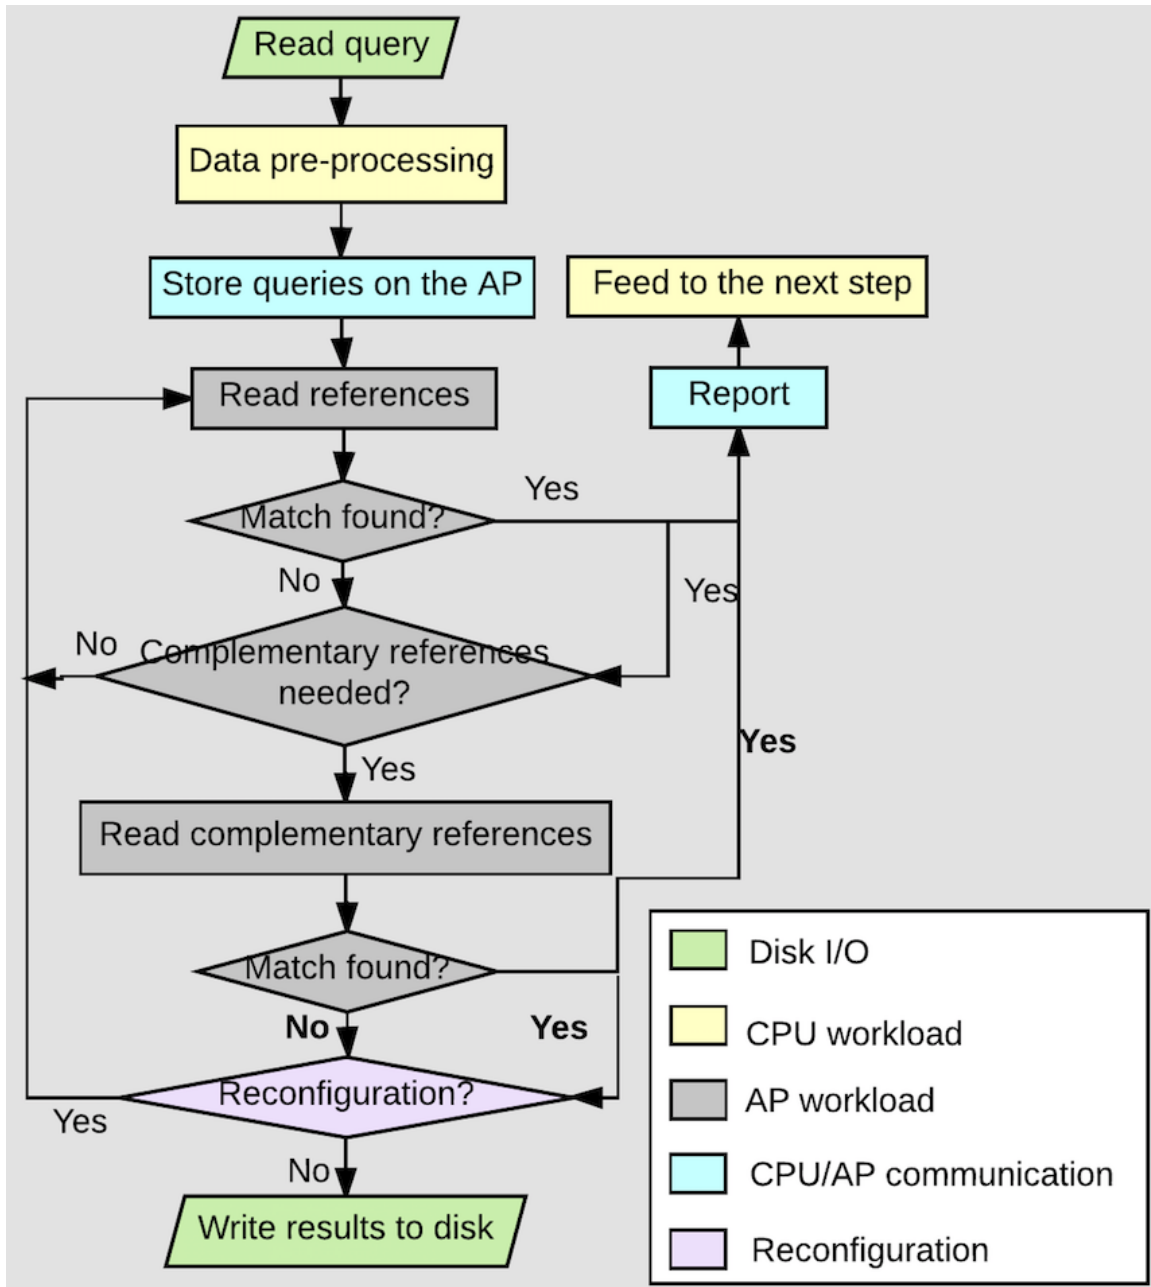 Read query
Data pre-processing
Store queries on the AP
Feed to the next step
Read references
Report
Match found?
Yes
No
Yes
No
Complementary references
needed?
Yes
Yes
Read complementary references
Match found?
No
Yes
Reconfiguration?
Yes
No
Write results to disk
Disk I/O
CPU workload
AP workload
CPU/AP communication
Reconfiguration